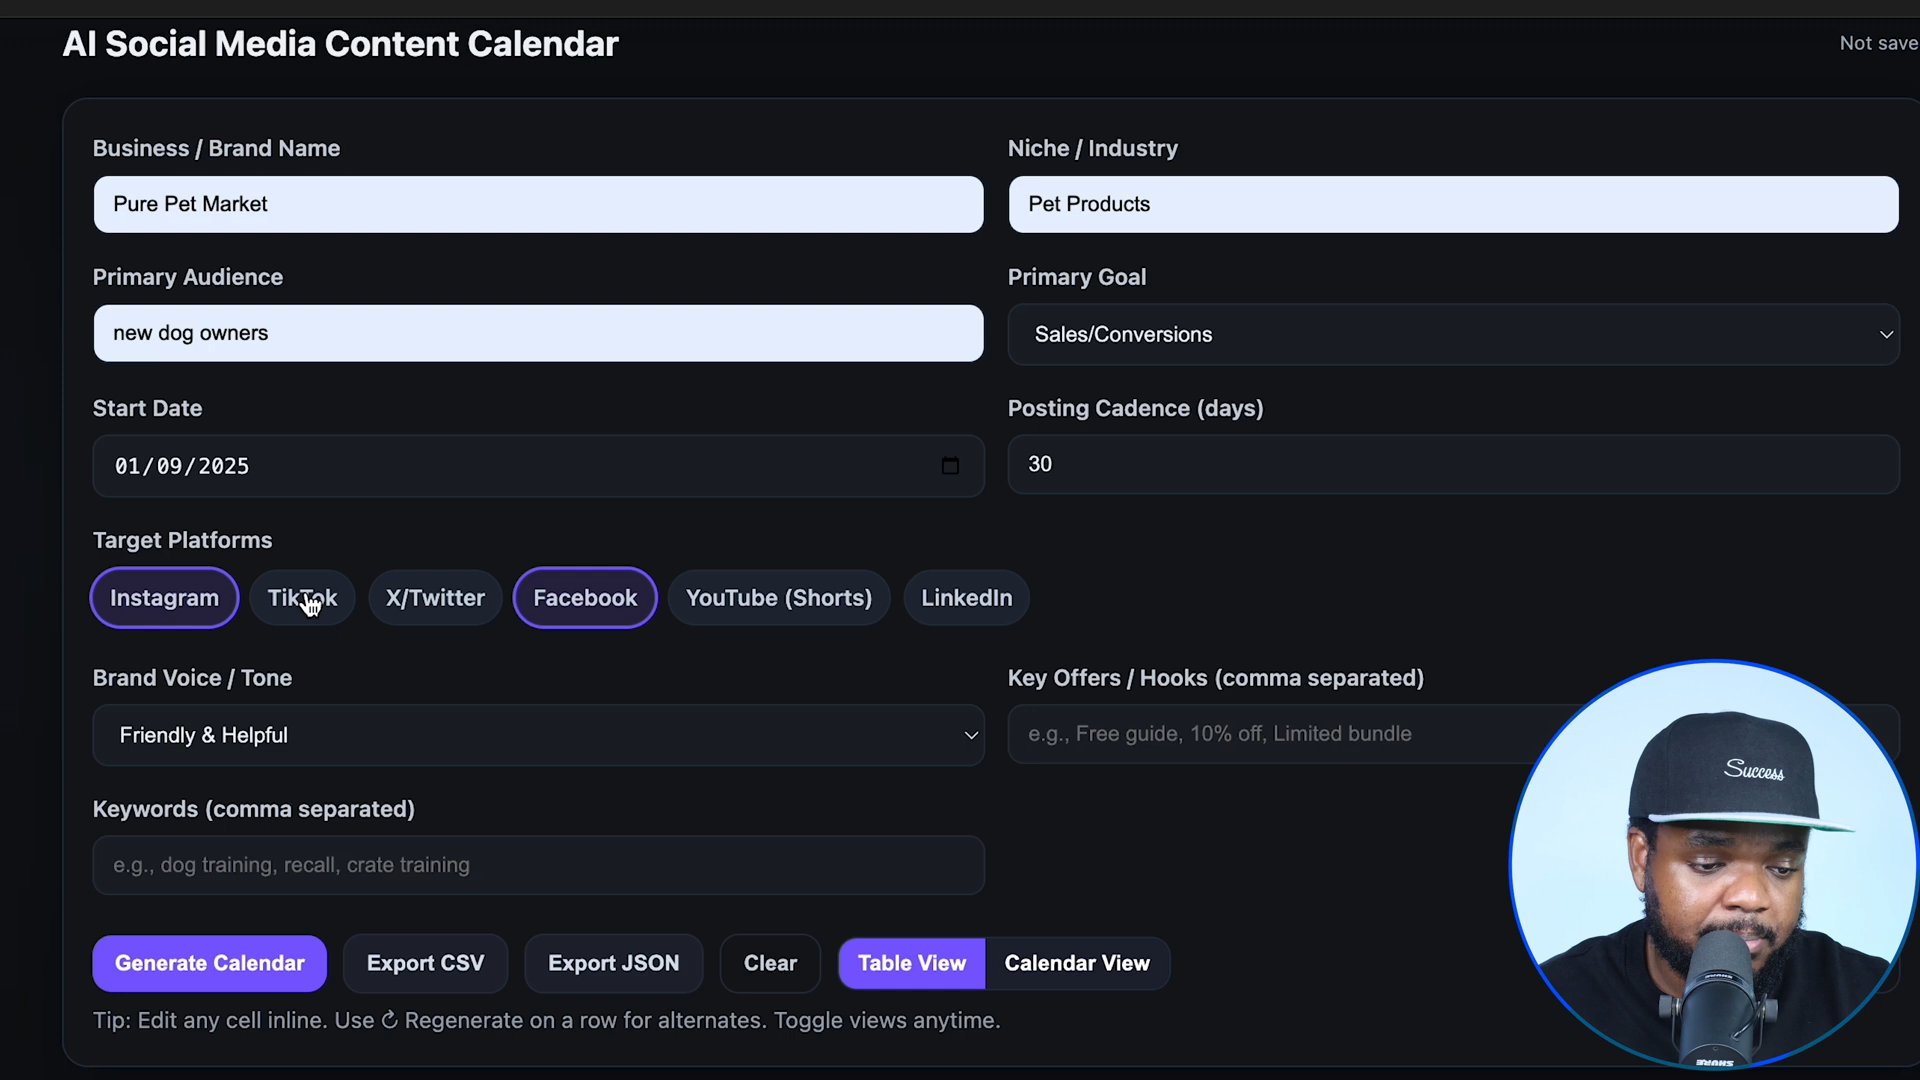 AI Social Media Content Calendar
Not save
Business / Brand Name
Niche / Industry
Pure Pet Market
Pet Products
Primary Audience
Primary Goal
new dog owners
Sales/Conversions
Start Date
Posting Cadence (days)
01/09/2025
30
Target Platforms
Instagram
TikTok
X/Twitter
Facebook
YouTube (Shorts)
LinkedIn
Brand Voice / Tone
Key Offers / Hooks (comma separated)
Friendly & Helpful
e.g., Free guide, 10% off, Limited bundle
Success
Keywords (comma separated)
e.g., dog training, recall, crate training
Generate Calendar
Export CSV
Export JSON
Clear
Table View
Calendar View
Tip: Edit any cell inline. Use ↻ Regenerate on a row for alternates. Toggle views anytime.